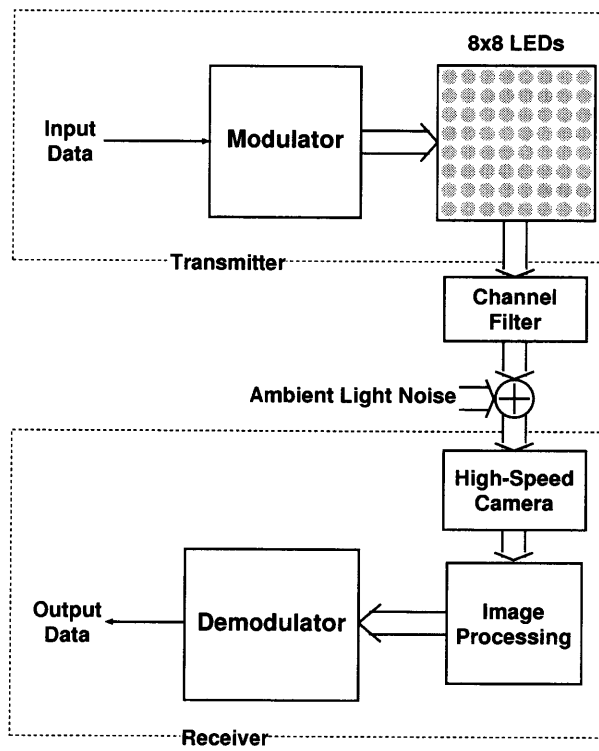 8x8 LEDs
Input
Data
Modulator
Transmitter
Channel
Filter
Ambient Light Noise
High-Speed
Camera
Output
Data
Demodulator
Image
Processing
Receiver